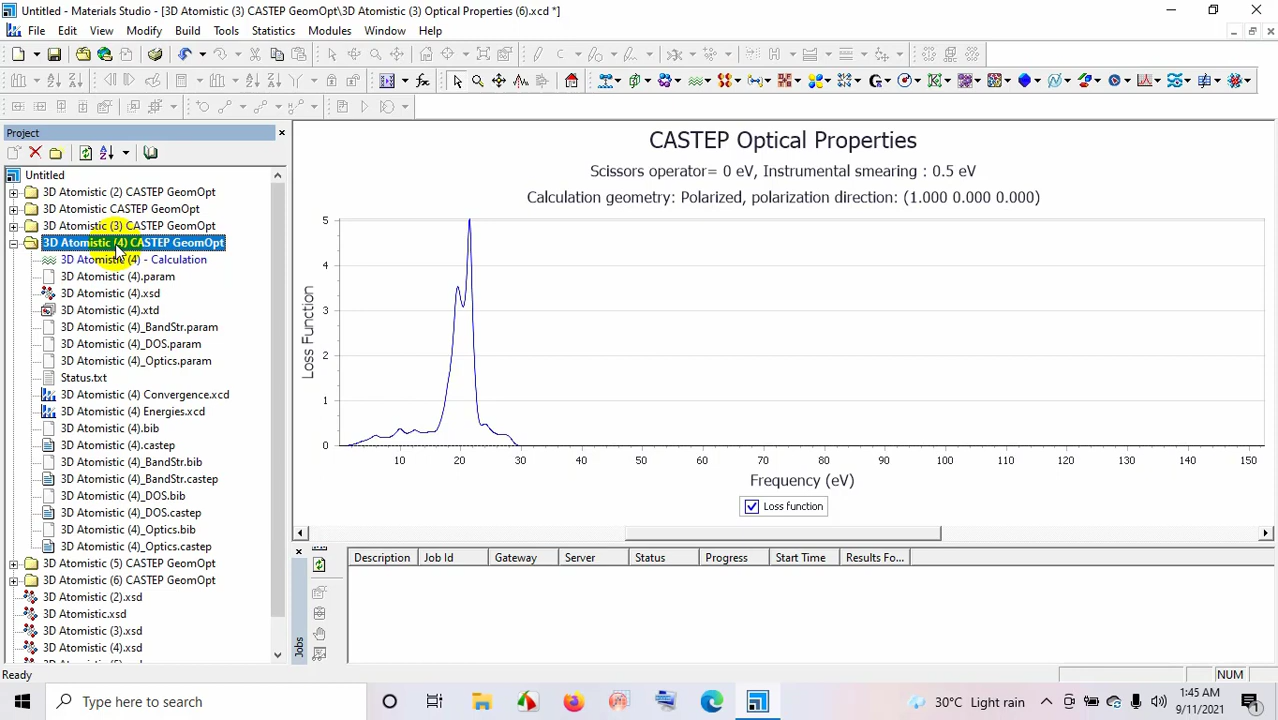 Untitled - Materials Studio - [3D Atomistic (3) CASTEP GeomOpt\3D Atomistic (3) Optical Properties (6).xcd *]
File Edit View Modify Build Tools Statistics Modules Window Help
Project
Untitled
3D Atomistic (2) CASTEP GeomOpt
3D Atomistic CASTEP GeomOpt
3D Atomistic (3) CASTEP GeomOpt
3D Atomistic (4) CASTEP GeomOpt
3D Atomistic (4) - Calculation
3D Atomistic (4).param
3D Atomistic (4).xsd
3D Atomistic (4).xtd
3D Atomistic (4)_BandStr.param
3D Atomistic (4)_DOS.param
3D Atomistic (4)_Optics.param
Status.txt
3D Atomistic (4) Convergence.xcd
3D Atomistic (4) Energies.xcd
3D Atomistic (4).bib
3D Atomistic (4).castep
3D Atomistic (4)_BandStr.bib
3D Atomistic (4)_BandStr.castep
3D Atomistic (4)_DOS.bib
3D Atomistic (4)_DOS.castep
3D Atomistic (4)_Optics.bib
3D Atomistic (4)_Optics.castep
3D Atomistic (5) CASTEP GeomOpt
3D Atomistic (6) CASTEP GeomOpt
3D Atomistic (2).xsd
3D Atomistic.xsd
3D Atomistic (3).xsd
3D Atomistic (4).xsd
CASTEP Optical Properties
Scissors operator= 0 eV, Instrumental smearing : 0.5 eV
Calculation geometry: Polarized, polarization direction: (1.000 0.000 0.000)
Loss Function
5
4
3
2
1
0
10 20 30 40 50 60 70 80 90 100 110 120 130 140 150
Frequency (eV)
Loss function
Jobs
Description Job Id Gateway Server Status Progress Start Time Results Fo...
Ready
NUM
Type here to search
30°C Light rain
1:45 AM
9/11/2021